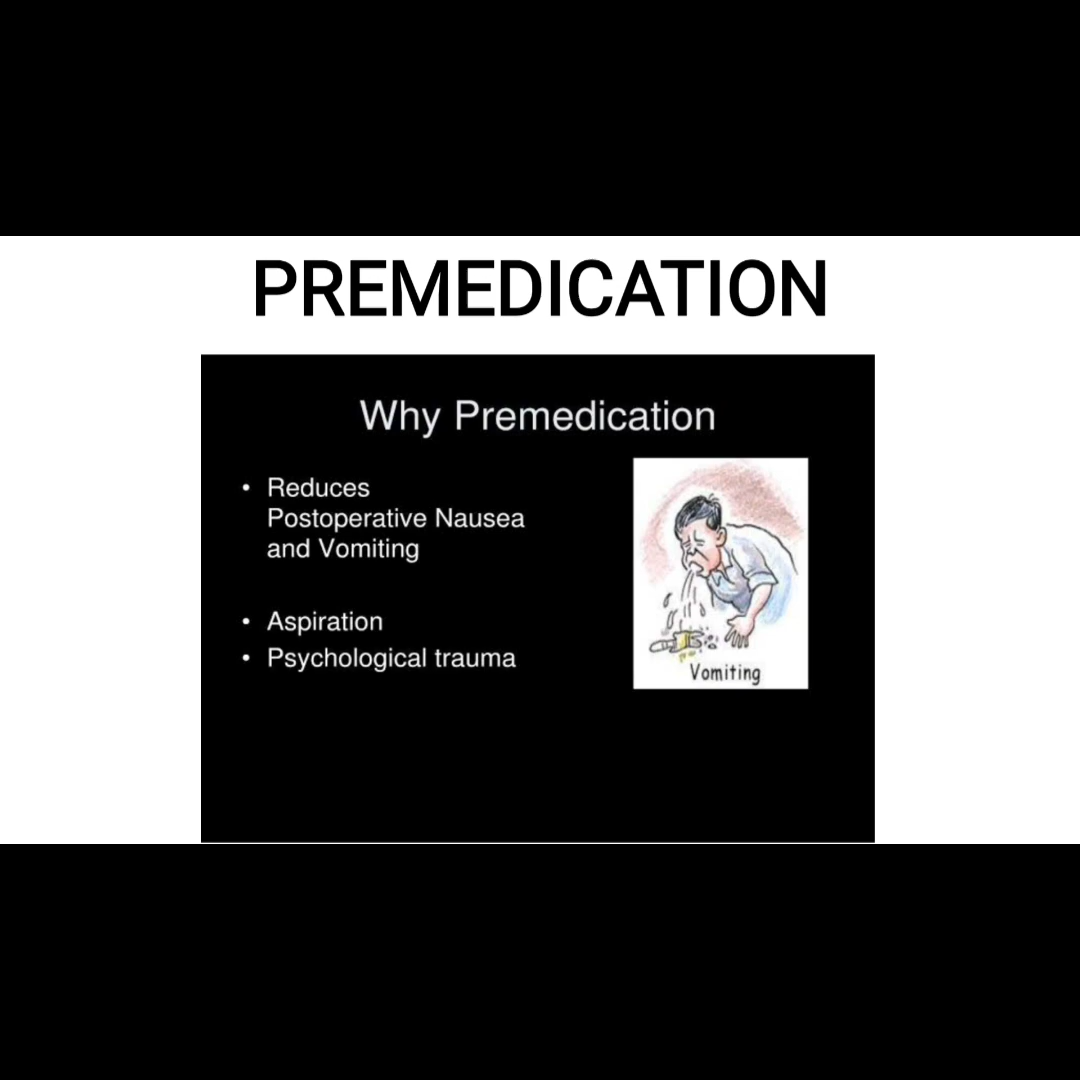 PREMEDICATION
Why Premedication
• Reduces
Postoperative Nausea
and Vomiting
• Aspiration
• Psychological trauma
Vomiting